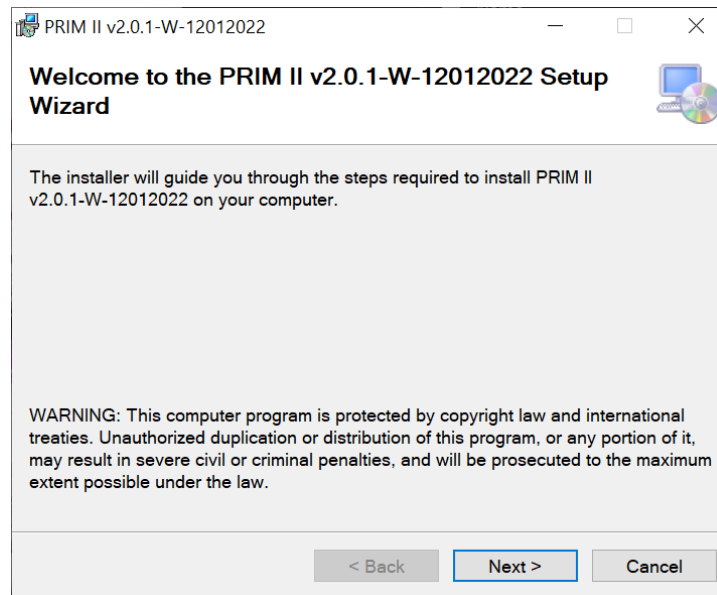 PRIM II v2.0.1-W-12012022
Welcome to the PRIM II v2.0.1-W-12012022 Setup
Wizard
The installer will guide you through the steps required to install PRIM II
v2.0.1-W-12012022 on your computer.
WARNING: This computer program is protected by copyright law and international
treaties. Unauthorized duplication or distribution of this program, or any portion of it,
may result in severe civil or criminal penalties, and will be prosecuted to the maximum
extent possible under the law.
< Back Next > Cancel